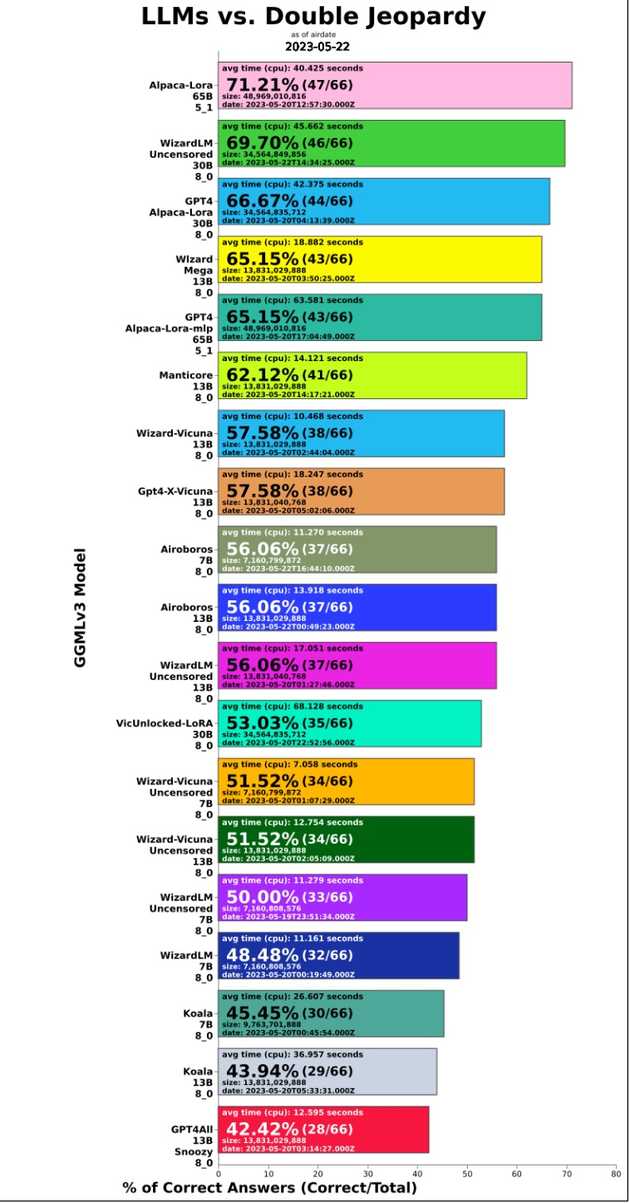 LLMs vs. Double Jeopardy
as of airdate
2023-05-22
GGMLv3 Model
Alpaca-Lora
65B
5_1
avg time (cpu): 40.425 seconds
71.21% (47/66)
size: 48,969,010,816
date: 2023-05-20T12:57:30.000Z
WizardLM
Uncensored
30B
8_0
avg time (cpu): 45.662 seconds
69.70% (46/66)
size: 34,564,849,856
date: 2023-05-22T14:34:25.000Z
GPT4
Alpaca-Lora
30B
8_0
avg time (cpu): 42.375 seconds
66.67% (44/66)
size: 34,564,835,712
date: 2023-05-20T04:13:39.000Z
Wizard
Mega
13B
8_0
avg time (cpu): 18.882 seconds
65.15% (43/66)
size: 13,831,029,888
date: 2023-05-20T03:50:25.000Z
GPT4
Alpaca-Lora-mlp
65B
5_1
avg time (cpu): 63.581 seconds
65.15% (43/66)
size: 48,969,010,816
date: 2023-05-20T17:04:49.000Z
Manticore
13B
8_0
avg time (cpu): 14.121 seconds
62.12% (41/66)
size: 13,831,029,888
date: 2023-05-20T14:17:21.000Z
Wizard-Vicuna
13B
8_0
avg time (cpu): 10.468 seconds
57.58% (38/66)
size: 13,831,029,888
date: 2023-05-20T02:44:04.000Z
Gpt4-X-Vicuna
13B
8_0
avg time (cpu): 18.247 seconds
57.58% (38/66)
size: 13,831,040,768
date: 2023-05-20T05:02:06.000Z
Airoboros
7B
8_0
avg time (cpu): 11.270 seconds
56.06% (37/66)
size: 7,160,799,872
date: 2023-05-22T16:44:10.000Z
Airoboros
13B
8_0
avg time (cpu): 13.918 seconds
56.06% (37/66)
size: 13,831,029,888
date: 2023-05-22T00:49:23.000Z
WizardLM
Uncensored
13B
8_0
avg time (cpu): 17.051 seconds
56.06% (37/66)
size: 13,831,040,768
date: 2023-05-20T01:27:46.000Z
VicUnlocked-LoRA
30B
8_0
avg time (cpu): 68.128 seconds
53.03% (35/66)
size: 34,564,835,712
date: 2023-05-20T22:52:56.000Z
Wizard-Vicuna
Uncensored
7B
8_0
avg time (cpu): 7.058 seconds
51.52% (34/66)
size: 7,160,799,872
date: 2023-05-20T01:07:29.000Z
Wizard-Vicuna
Uncensored
13B
8_0
avg time (cpu): 12.754 seconds
51.52% (34/66)
size: 13,831,029,888
date: 2023-05-20T02:05:09.000Z
WizardLM
Uncensored
7B
8_0
avg time (cpu): 11.279 seconds
50.00% (33/66)
size: 7,160,808,576
date: 2023-05-19T23:51:34.000Z
WizardLM
7B
8_0
avg time (cpu): 11.161 seconds
48.48% (32/66)
size: 7,160,808,576
date: 2023-05-20T00:19:49.000Z
Koala
7B
8_0
avg time (cpu): 26.607 seconds
45.45% (30/66)
size: 9,763,701,888
date: 2023-05-20T00:45:54.000Z
Koala
13B
8_0
avg time (cpu): 36.957 seconds
43.94% (29/66)
size: 13,831,029,888
date: 2023-05-20T05:33:31.000Z
GPT4All
13B
Snoozy
8_0
avg time (cpu): 12.595 seconds
42.42% (28/66)
size: 13,831,029,888
date: 2023-05-20T03:14:27.000Z
0 10 20 30 40 50 60 70 80
% of Correct Answers (Correct/Total)